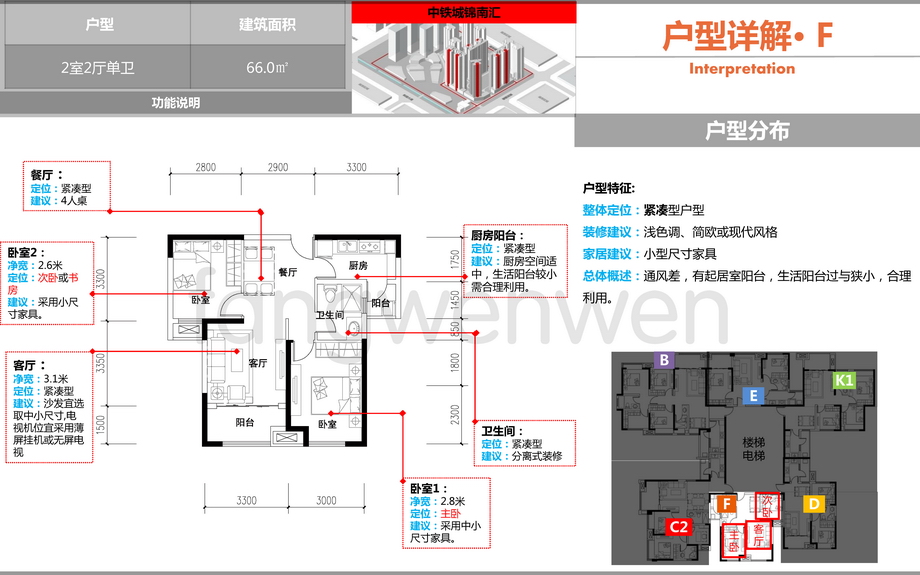 户型
建筑面积
2室2厅单卫
66.0㎡
功能说明
中铁城锦南汇
户型详解• F
Interpretation
户型分布
餐厅：
定位：紧凑型
建议：4人桌
卧室2：
净宽：2.6米
定位：次卧或书
房
建议：采用小尺
寸家具。
客厅：
净宽：3.1米
定位：紧凑型
建议：沙发宜选
取中小尺寸,电
视机位宜采用薄
屏挂机或无屏电
视
2800
2900
3300
3300
3350
1500
餐厅
厨房
卧室
卫生间
阳台
客厅
阳台
卧室
1750
1450
850
1800
2300
3300
3000
fangwenwen
厨房阳台：
定位：紧凑型
建议：厨房空间适
中，生活阳台较小
需合理利用。
卫生间：
定位：紧凑型
建议：分离式装修
卧室1：
净宽：2.8米
定位：主卧
建议：采用中小
尺寸家具。
户型特征:
整体定位：紧凑型户型
装修建议：浅色调、简欧或现代风格
家居建议：小型尺寸家具
总体概述：通风差，有起居室阳台，生活阳台过与狭小，合理
利用。
B
E
K1
楼梯
电梯
F
次卧
D
C2
主卧
客厅